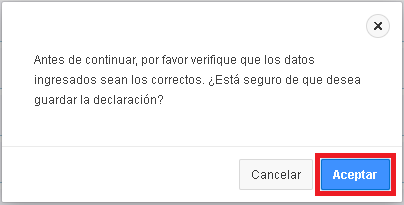 Antes de continuar, por favor verifique que los datos
ingresados sean los correctos. ¿Está seguro de que desea
guardar la declaración?
Cancelar
Aceptar